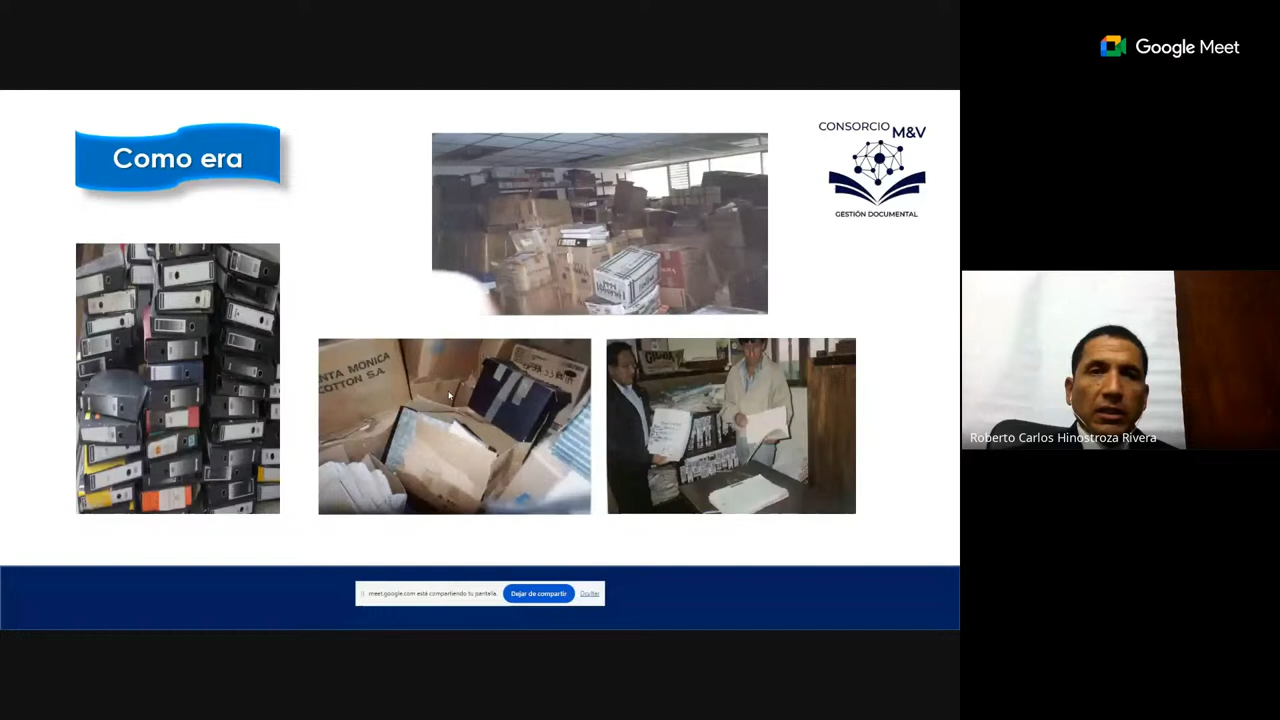 Google Meet
Como era
CONSORCIO M&V
GESTIÓN DOCUMENTAL
NTA MONICA
COTTON S.A.
Roberto Carlos Hinostroza Rivera
meet.google.com está compartiendo tu pantalla.
Dejar de compartir
Ocultar